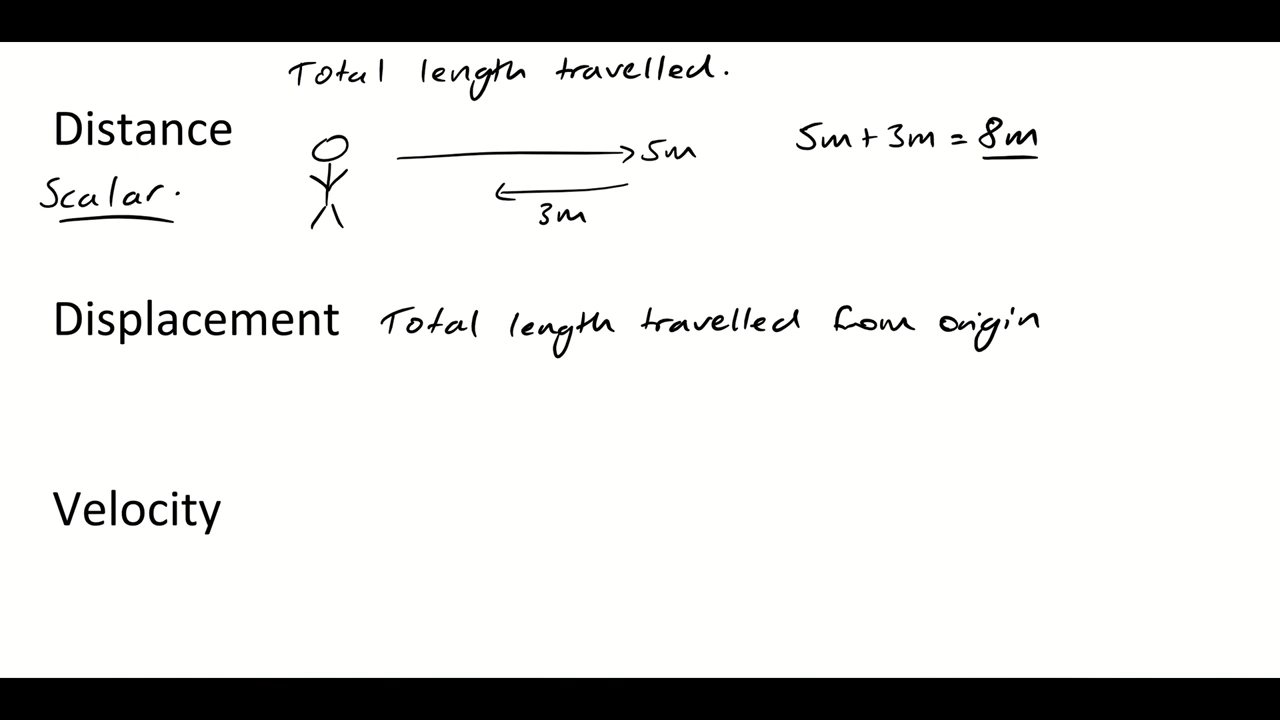 Total length travelled.
Distance
5m
5m + 3m = 8m
Scalar.
3m
Displacement Total length travelled from origin
Velocity